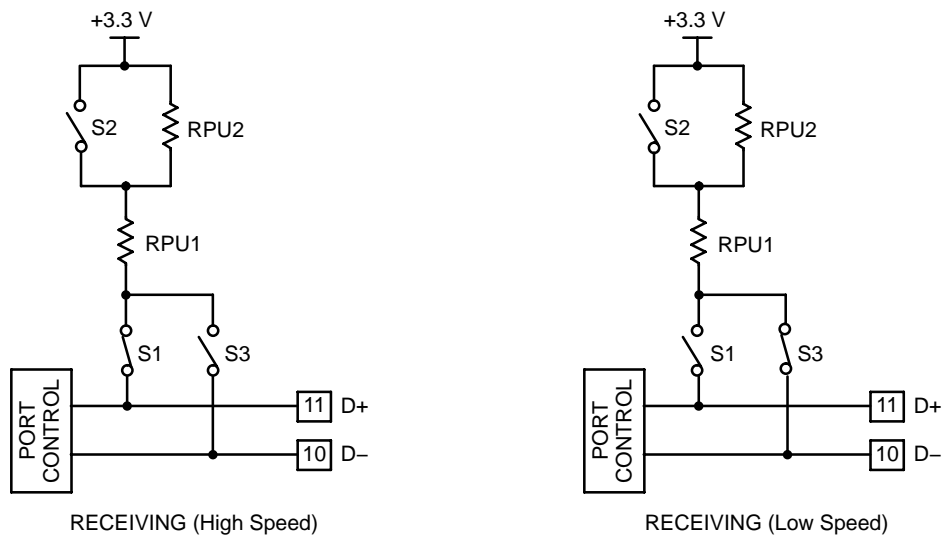 +3.3 V
S2
RPU2
RPU1
S1
S3
PORT
CONTROL
11 D+
10 D−
RECEIVING (High Speed)
+3.3 V
S2
RPU2
RPU1
S1
S3
PORT
CONTROL
11 D+
10 D−
RECEIVING (Low Speed)